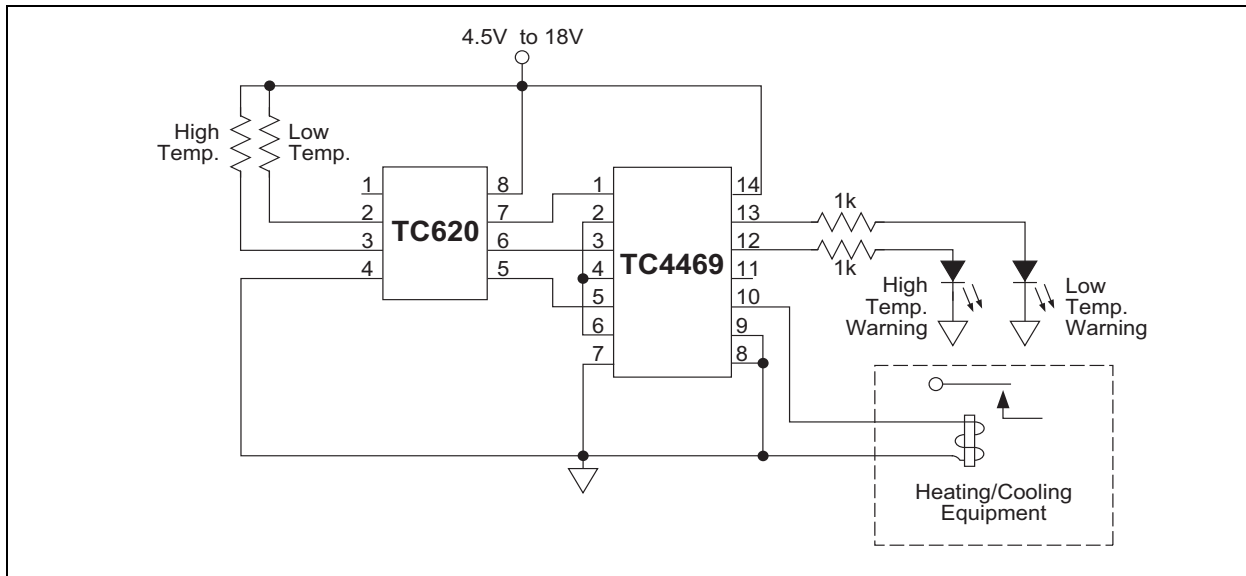 4.5V to 18V
High
Temp.
Low
Temp.
1
2
3
4
TC620
8
7
6
5
1
2
3
4
5
6
7
TC4469
14
13
12
11
10
9
8
1k
1k
High
Temp.
Warning
Low
Temp.
Warning
Heating/Cooling
Equipment